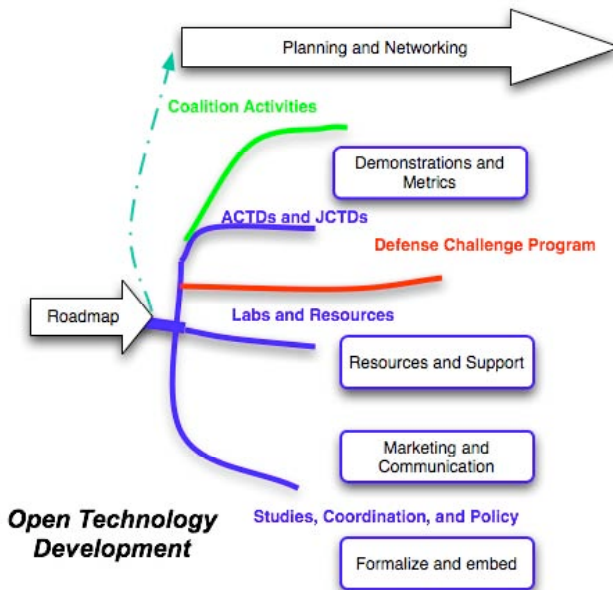 Planning and Networking
Coalition Activities
Demonstrations and
Metrics
ACTDs and JCTDs
Defense Challenge Program
Roadmap
Labs and Resources
Resources and Support
Marketing and
Communication
Open Technology
Development
Studies, Coordination, and Policy
Formalize and embed